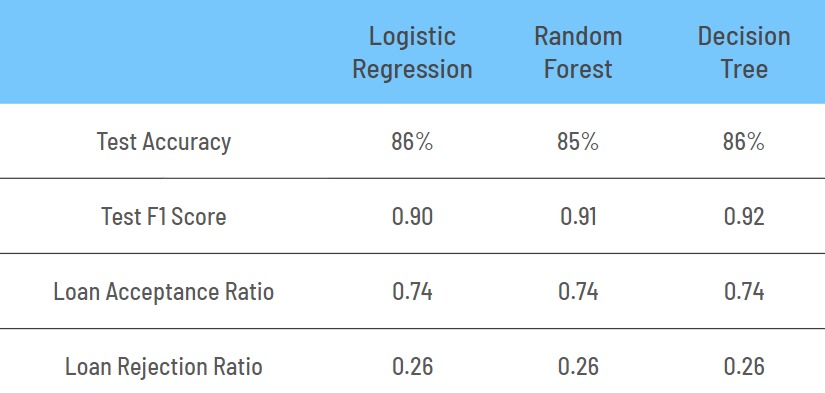 Logistic Regression Random Forest Decision Tree
Test Accuracy 86% 85% 86%
Test F1 Score 0.90 0.91 0.92
Loan Acceptance Ratio 0.74 0.74 0.74
Loan Rejection Ratio 0.26 0.26 0.26